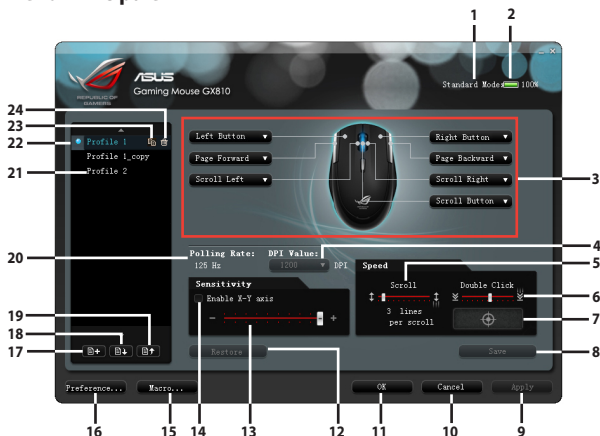 1
2
REPUBLIC OF
GAMERS
ASUS
Gaming Mouse GX810
Standard Mode 100%
24
23
22
21
Profile 1
Profile 1_copy
Profile 2
Left Button
Page Forward
Scroll Left
Right Button
Page Backward
Scroll Right
Scroll Button
3
20
Polling Rate:
125 Hz
DPI Value:
1200 DPI
4
Speed
5
Scroll
3 lines
per scroll
Double Click
6
7
Sensitivity
Enable X-Y axis
- +
19
18
17
Restore
Save
8
Preference...
Macro...
OK
Cancel
Apply
16
15
14
13
12
11
10
9